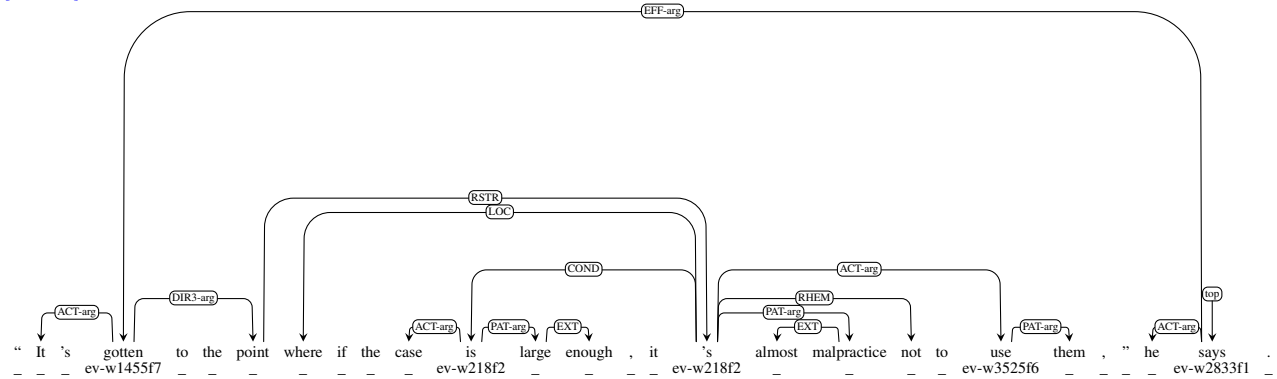 EFF-arg
RSTR
LOC
COND ACT-arg
DIR3-arg RHEM top
ACT-arg PAT-arg
ACT-arg PAT-arg EXT EXT PAT-arg ACT-arg
“ It ’s gotten to the point where if the case is large enough , it ’s almost malpractice not to use them , ” he says .
_ _ _ ev-w1455f7 _ _ _ _ _ _ _ ev-w218f2 _ _ _ _ ev-w218f2 _ _ _ _ ev-w3525f6 _ _ _ _ ev-w2833f1 _